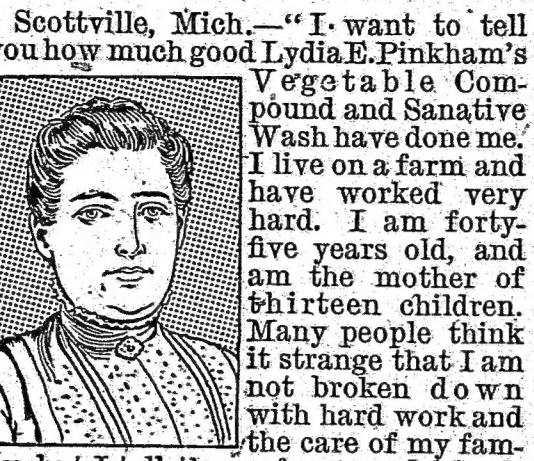 Scottville, Mich.—“I want to tell
you how much good Lydia E. Pinkham's
Vegetable Com-
pound and Sanative
Wash have done me.
I live on a farm and
have worked very
hard. I am forty-
five years old, and
am the mother of
thirteen children.
Many people think
it strange that I am
not broken down
with hard work and
the care of my fam-